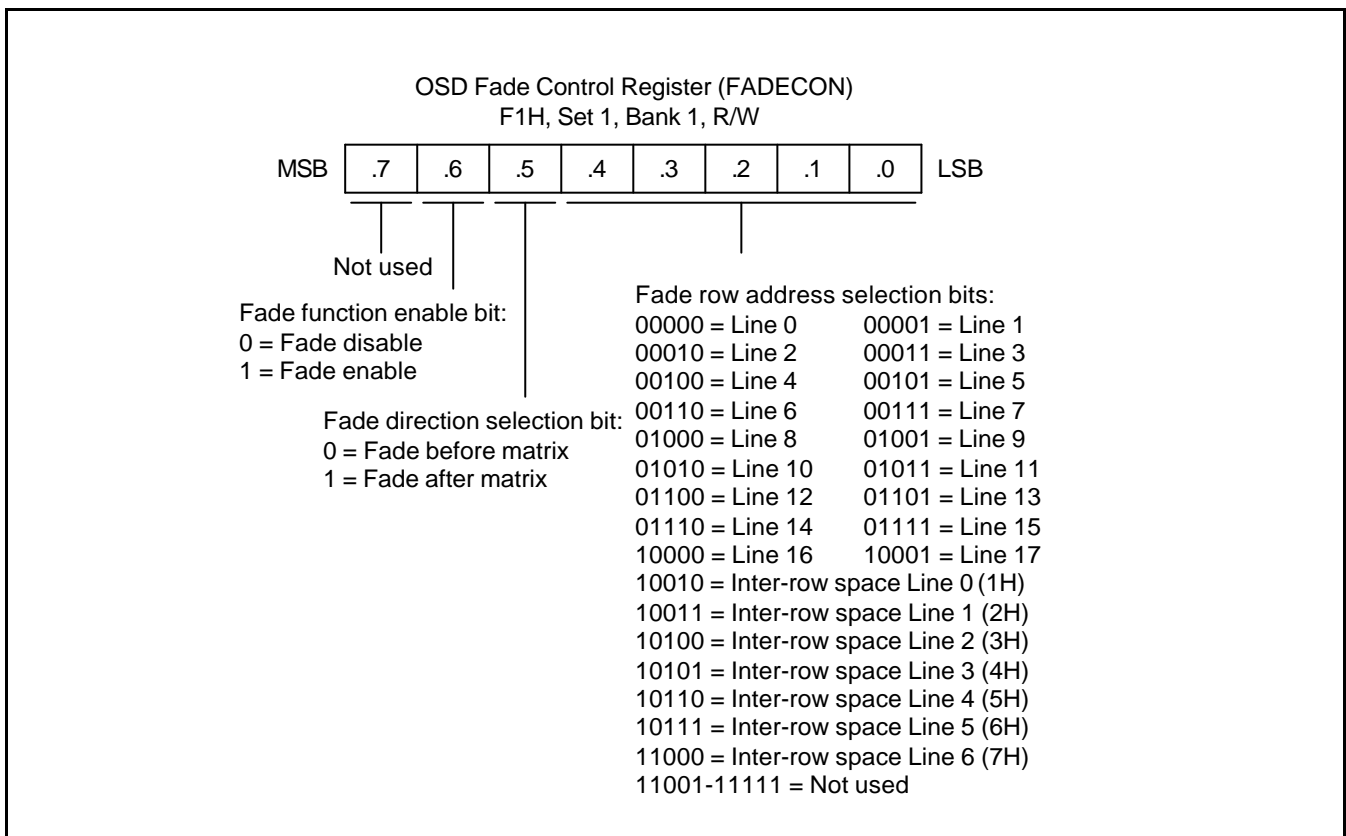 OSD Fade Control Register (FADECON)
F1H, Set 1, Bank 1, R/W
MSB .7 .6 .5 .4 .3 .2 .1 .0 LSB
Not used
Fade function enable bit:
0 = Fade disable
1 = Fade enable
Fade direction selection bit:
0 = Fade before matrix
1 = Fade after matrix
Fade row address selection bits:
00000 = Line 0 00001 = Line 1
00010 = Line 2 00011 = Line 3
00100 = Line 4 00101 = Line 5
00110 = Line 6 00111 = Line 7
01000 = Line 8 01001 = Line 9
01010 = Line 10 01011 = Line 11
01100 = Line 12 01101 = Line 13
01110 = Line 14 01111 = Line 15
10000 = Line 16 10001 = Line 17
10010 = Inter-row space Line 0 (1H)
10011 = Inter-row space Line 1 (2H)
10100 = Inter-row space Line 2 (3H)
10101 = Inter-row space Line 3 (4H)
10110 = Inter-row space Line 4 (5H)
10111 = Inter-row space Line 5 (6H)
11000 = Inter-row space Line 6 (7H)
11001-11111 = Not used